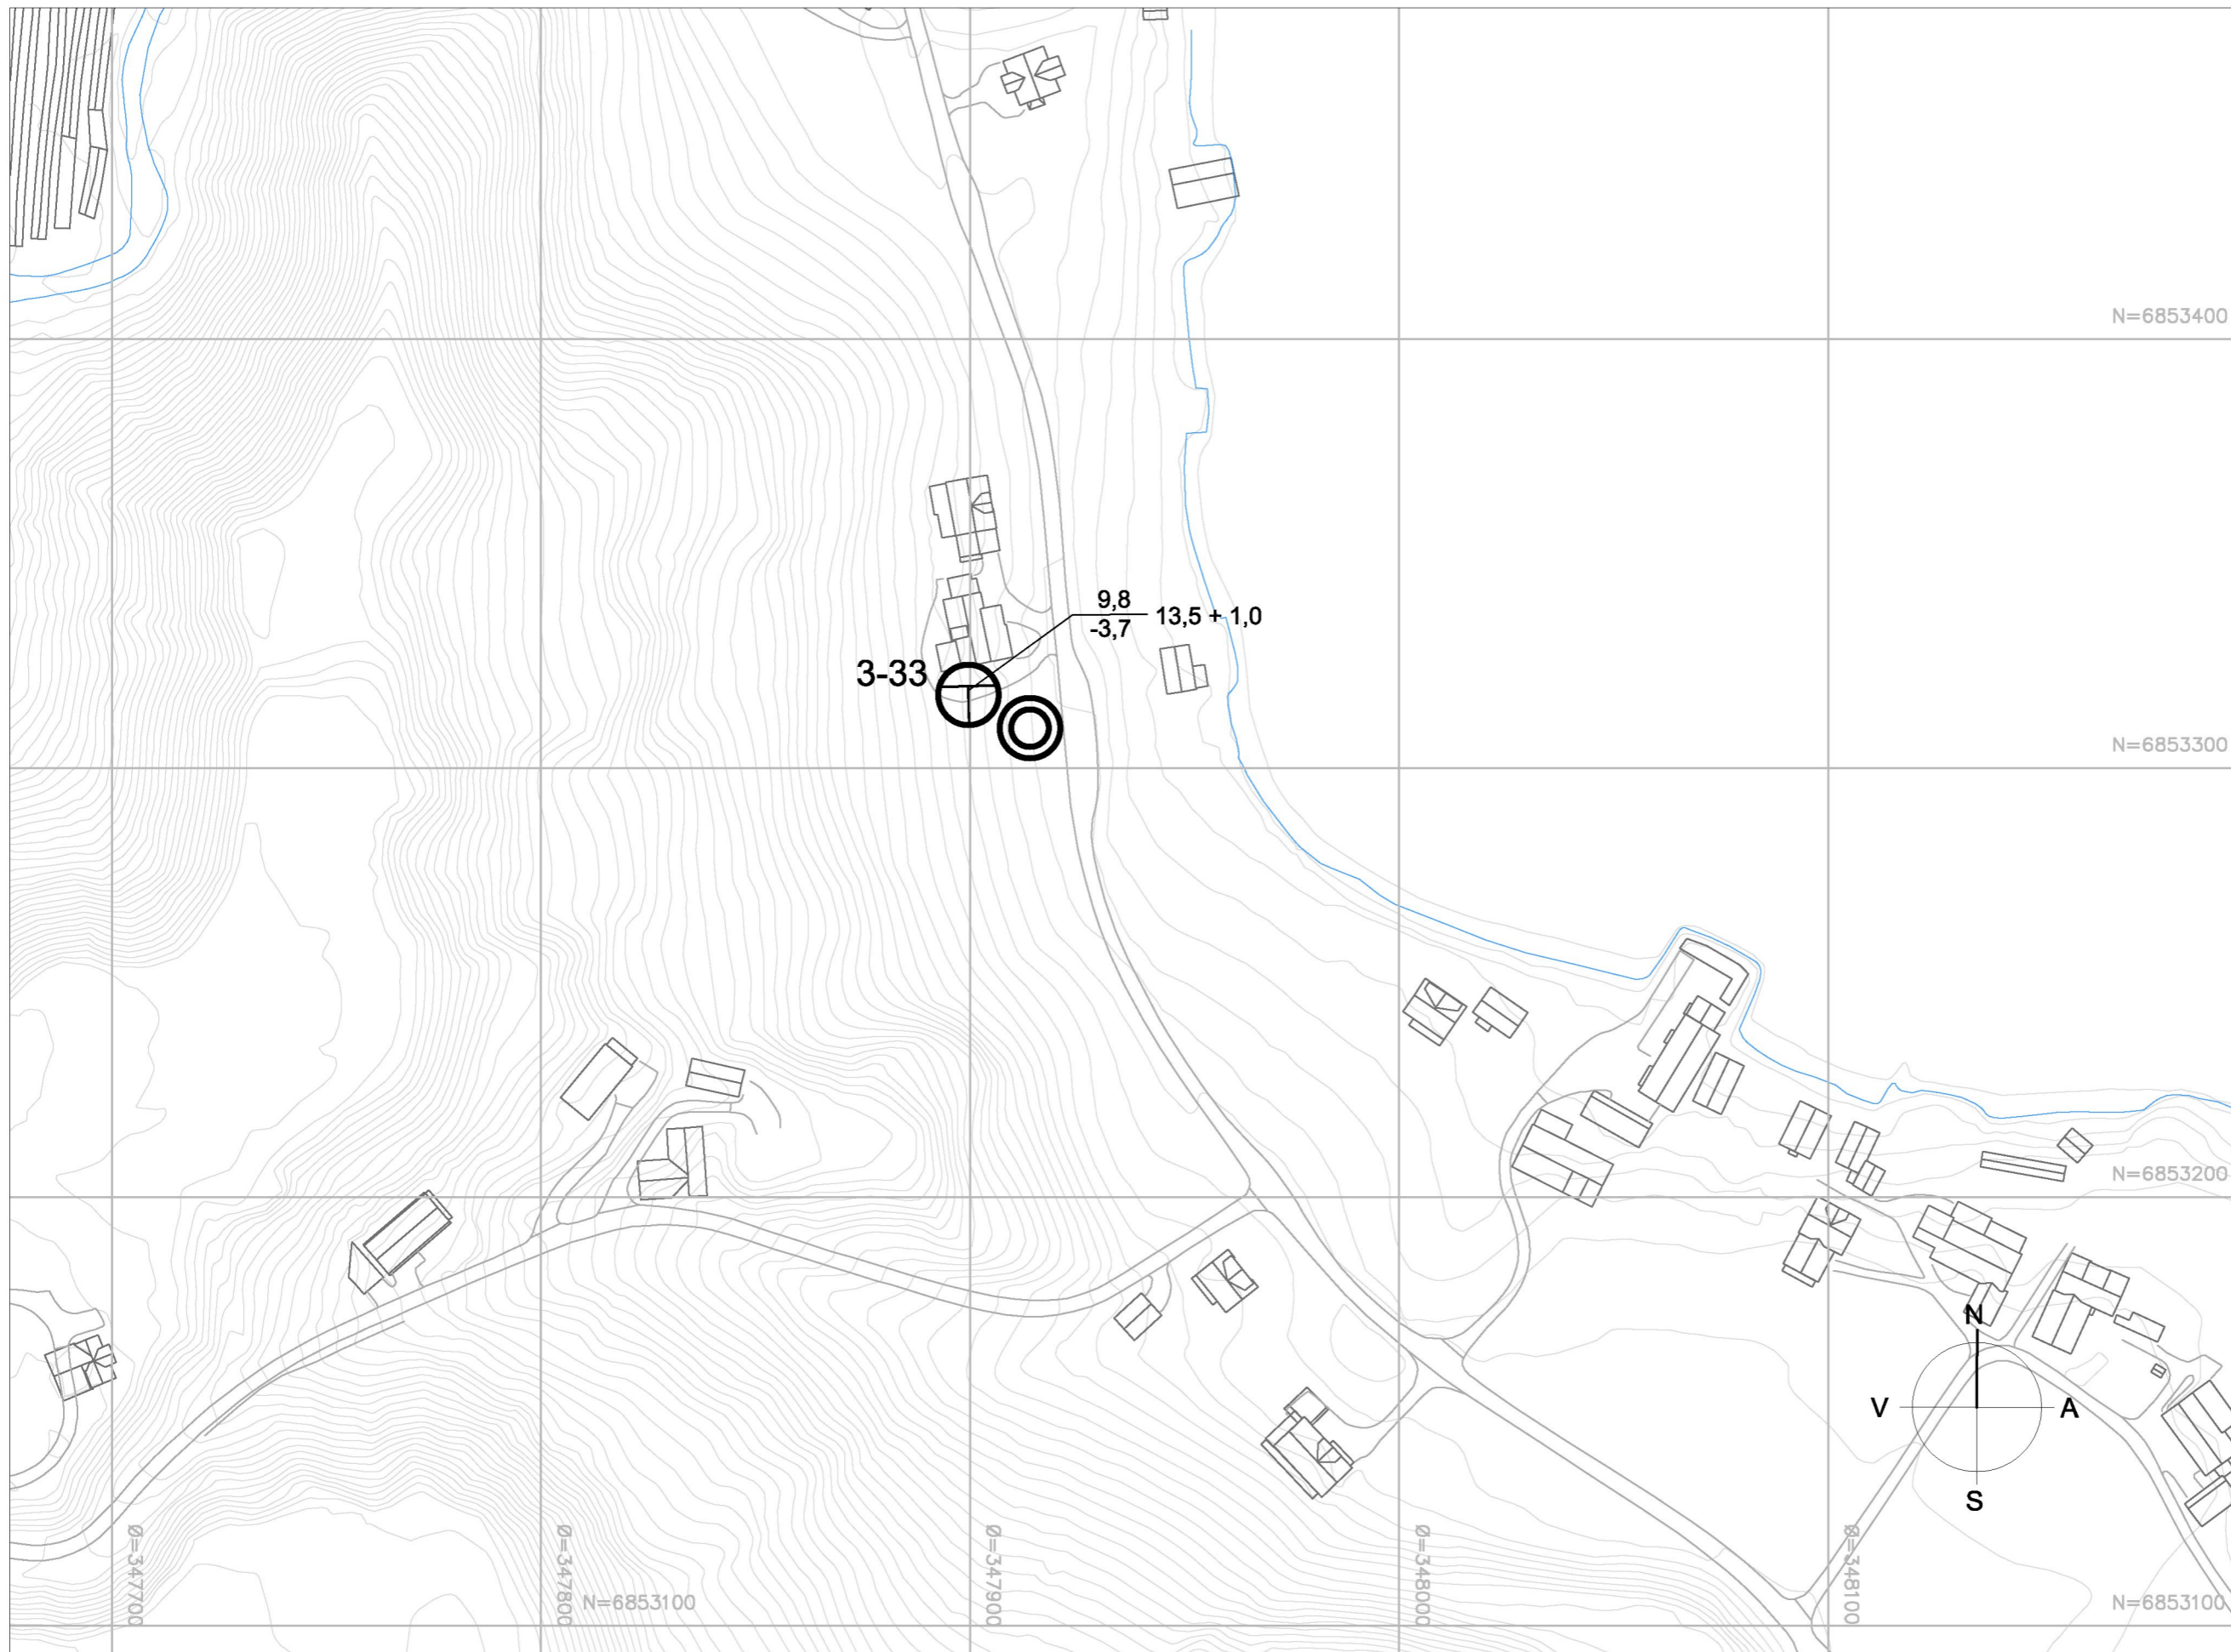 N=6853400
9,8
-3,7
13,5 + 1,0
3-33
N=6853300
N=6853200
N
V
A
S
Ø=347700
Ø=347800
Ø=347900
Ø=348000
Ø=348100
N=6853100
N=6853100